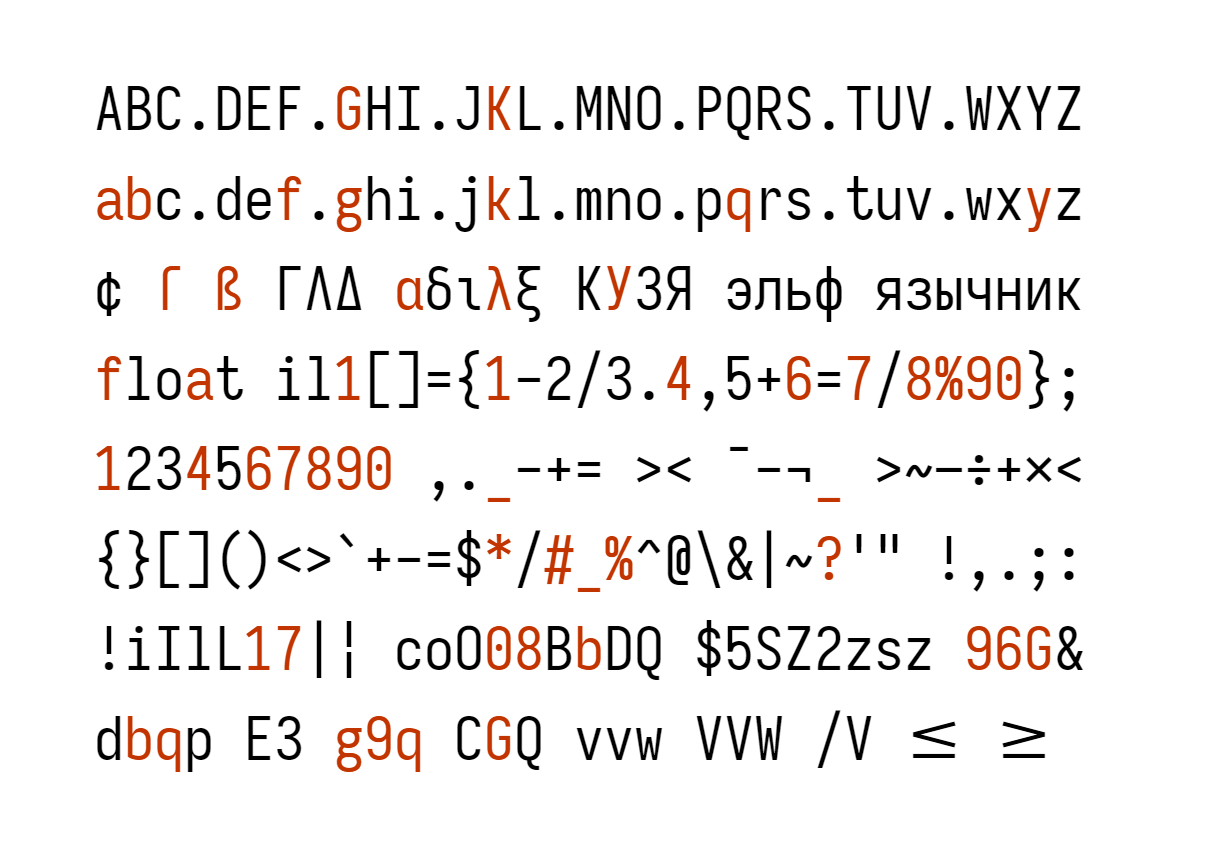 ABC.DEF.GHI.JKL.MNO.PQRS.TUV.WXYZ
abc.def.ghi.jkl.mno.pqrs.tuv.wxyz
¢ ſ ß ΓΛΔ αδιλξ КУЗЯ эльф язычник
float il1[]={1-2/3.4,5+6=7/8%90};
1234567890 ,._-+= >< ¯-¬_ >~–÷+×<
{}[]()<>`+-=$*/#_%^@\&|~?'" !,.;:
!iIlL17|¦ coO08BbDQ $5SZ2zsz 96G&
dbqp E3 g9q CGQ vvw VVW /V ≤ ≥